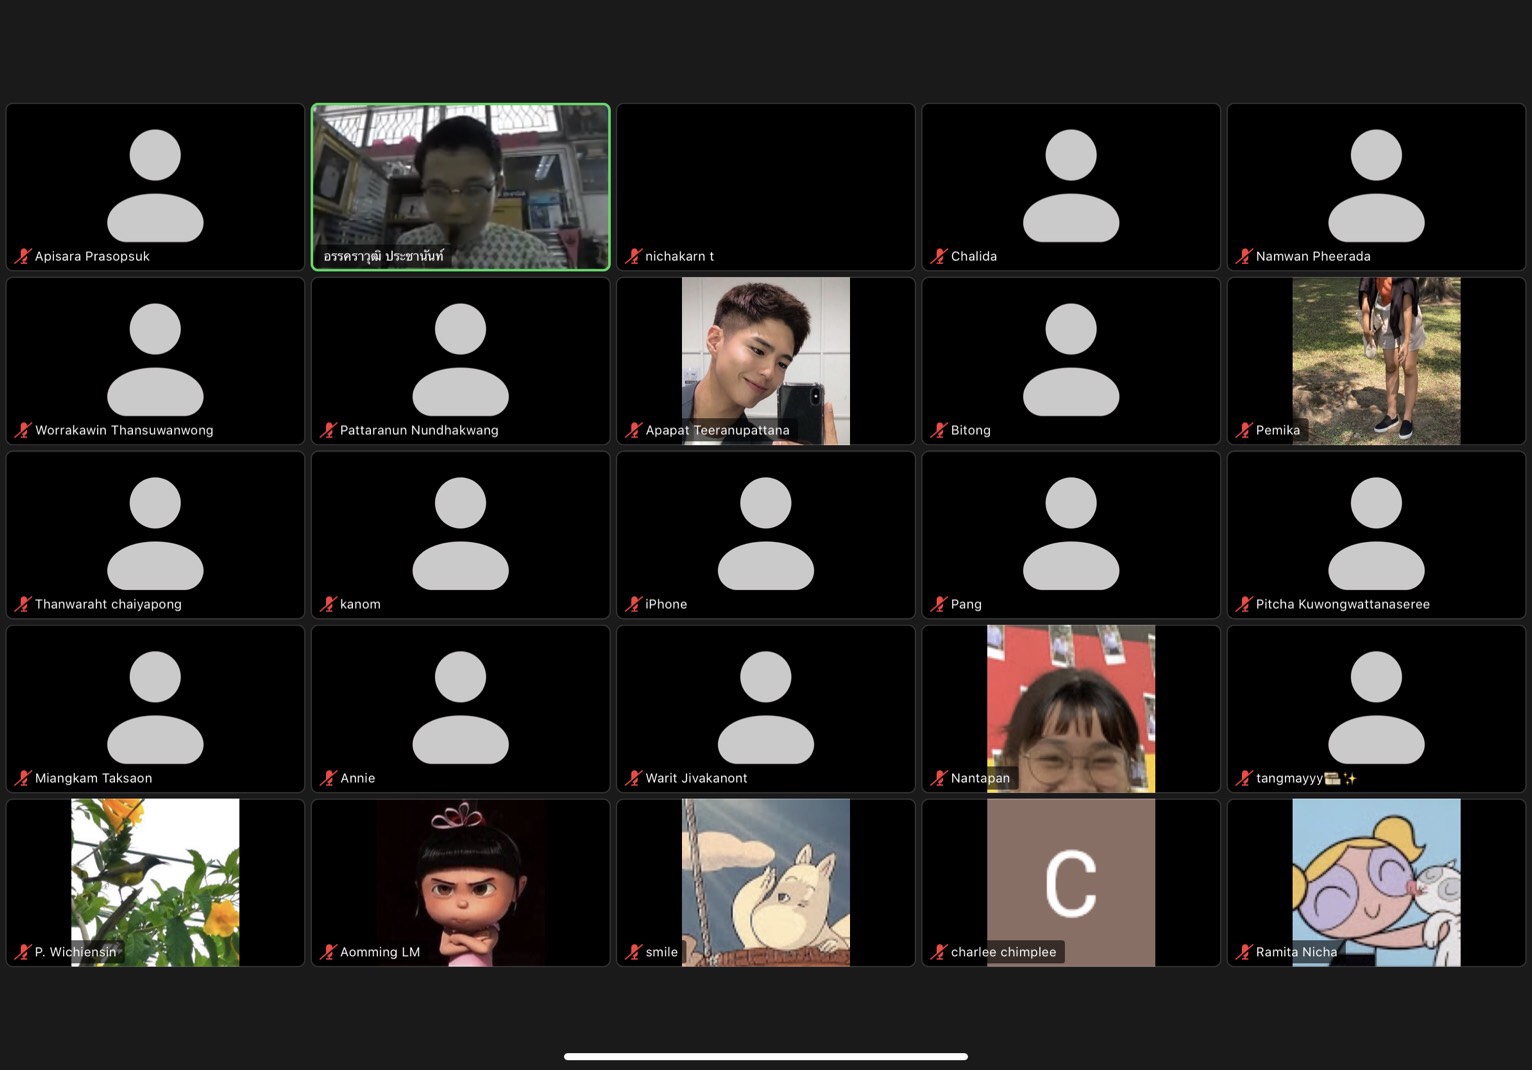 Apisara Prasopsuk
อรรคราวุฒิ ประชานันท์
nichakarn t
Chalida
Namwan Pheerada
Worrakawin Thansuwanwong
Pattaranun Nundhakwang
Apapat Teeranupattana
Bitong
Pemika
Thanwaraht chaiyapong
kanom
iPhone
Pang
Pitcha Kuwongwattanaseree
Miangkam Taksaon
Annie
Warit Jivakanont
Nantapan
tangmayyy
C
P. Wichiensin
Aomming LM
smile
charlee chimplee
Ramita Nicha